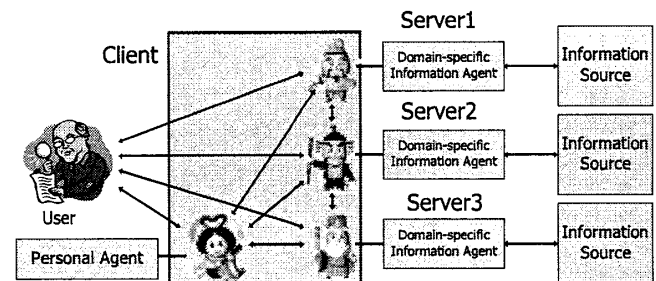 Client
Server1
Domain-specific
Information Agent
Information
Source
Server2
Domain-specific
Information Agent
Information
Source
User
Server3
Domain-specific
Information Agent
Information
Source
Personal Agent